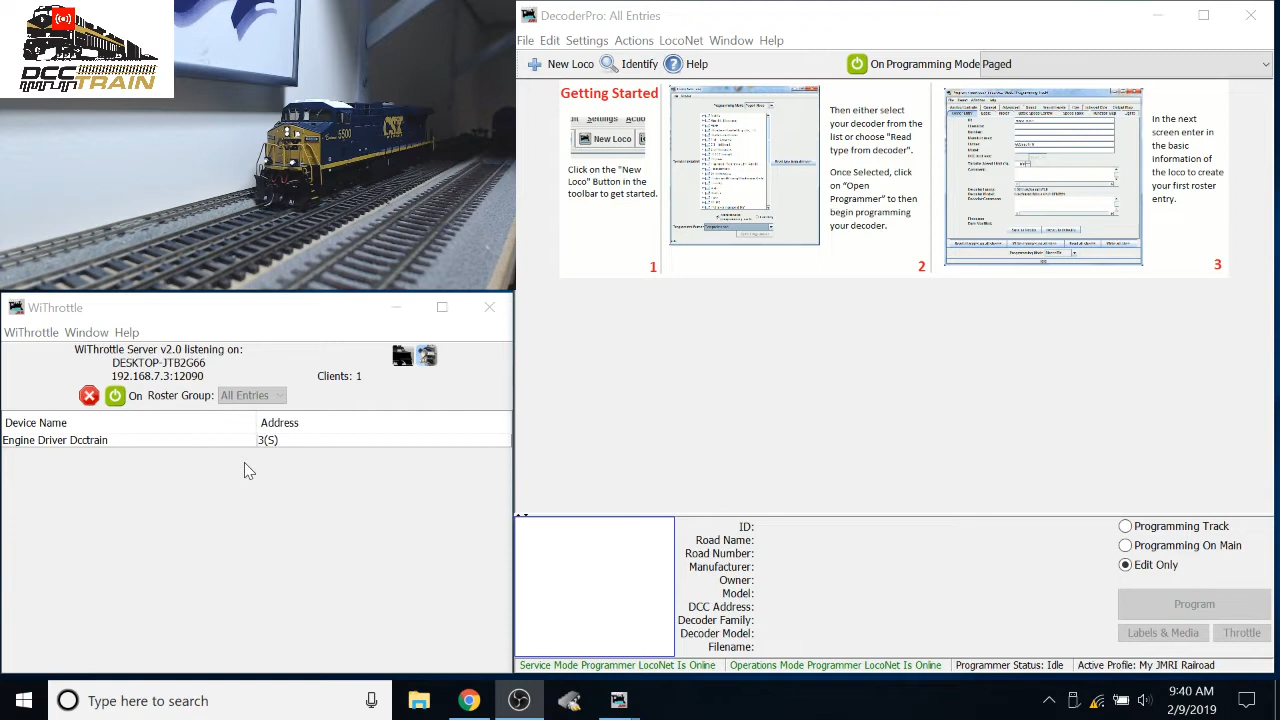 DCCTRAIN
6500
CSX
DecoderPro: All Entries
File Edit Settings Actions LocoNet Window Help
New Loco Identify Help On Programming Mode Paged
Getting Started
Settings
New Loco
Click on the "New
Loco" Button in the
toolbar to get started.
1
Then either select
your decoder from the
list or choose "Read
type from decoder".
Once Selected, click
on "Open
Programmer" to then
begin programming
your decoder.
2
In the next
screen enter in
the basic
information of
the loco to create
your first roster
entry.
3
WiThrottle
WiThrottle Window Help
WiThrottle Server v2.0 listening on:
DESKTOP-JTB2G66
192.168.7.3:12090
Clients: 1
On Roster Group: All Entries
Device Name Address
Engine Driver Dcctrain 3(S)
ID:
Road Name:
Road Number:
Manufacturer:
Owner:
Model:
DCC Address:
Decoder Family:
Decoder Model:
Filename:
Programming Track
Programming On Main
Edit Only
Program
Labels & Media Throttle
Service Mode Programmer LocoNet Is Online Operations Mode Programmer LocoNet Is Online Programmer Status: Idle Active Profile: My JMRI Railroad
Type here to search
9:40 AM
2/9/2019